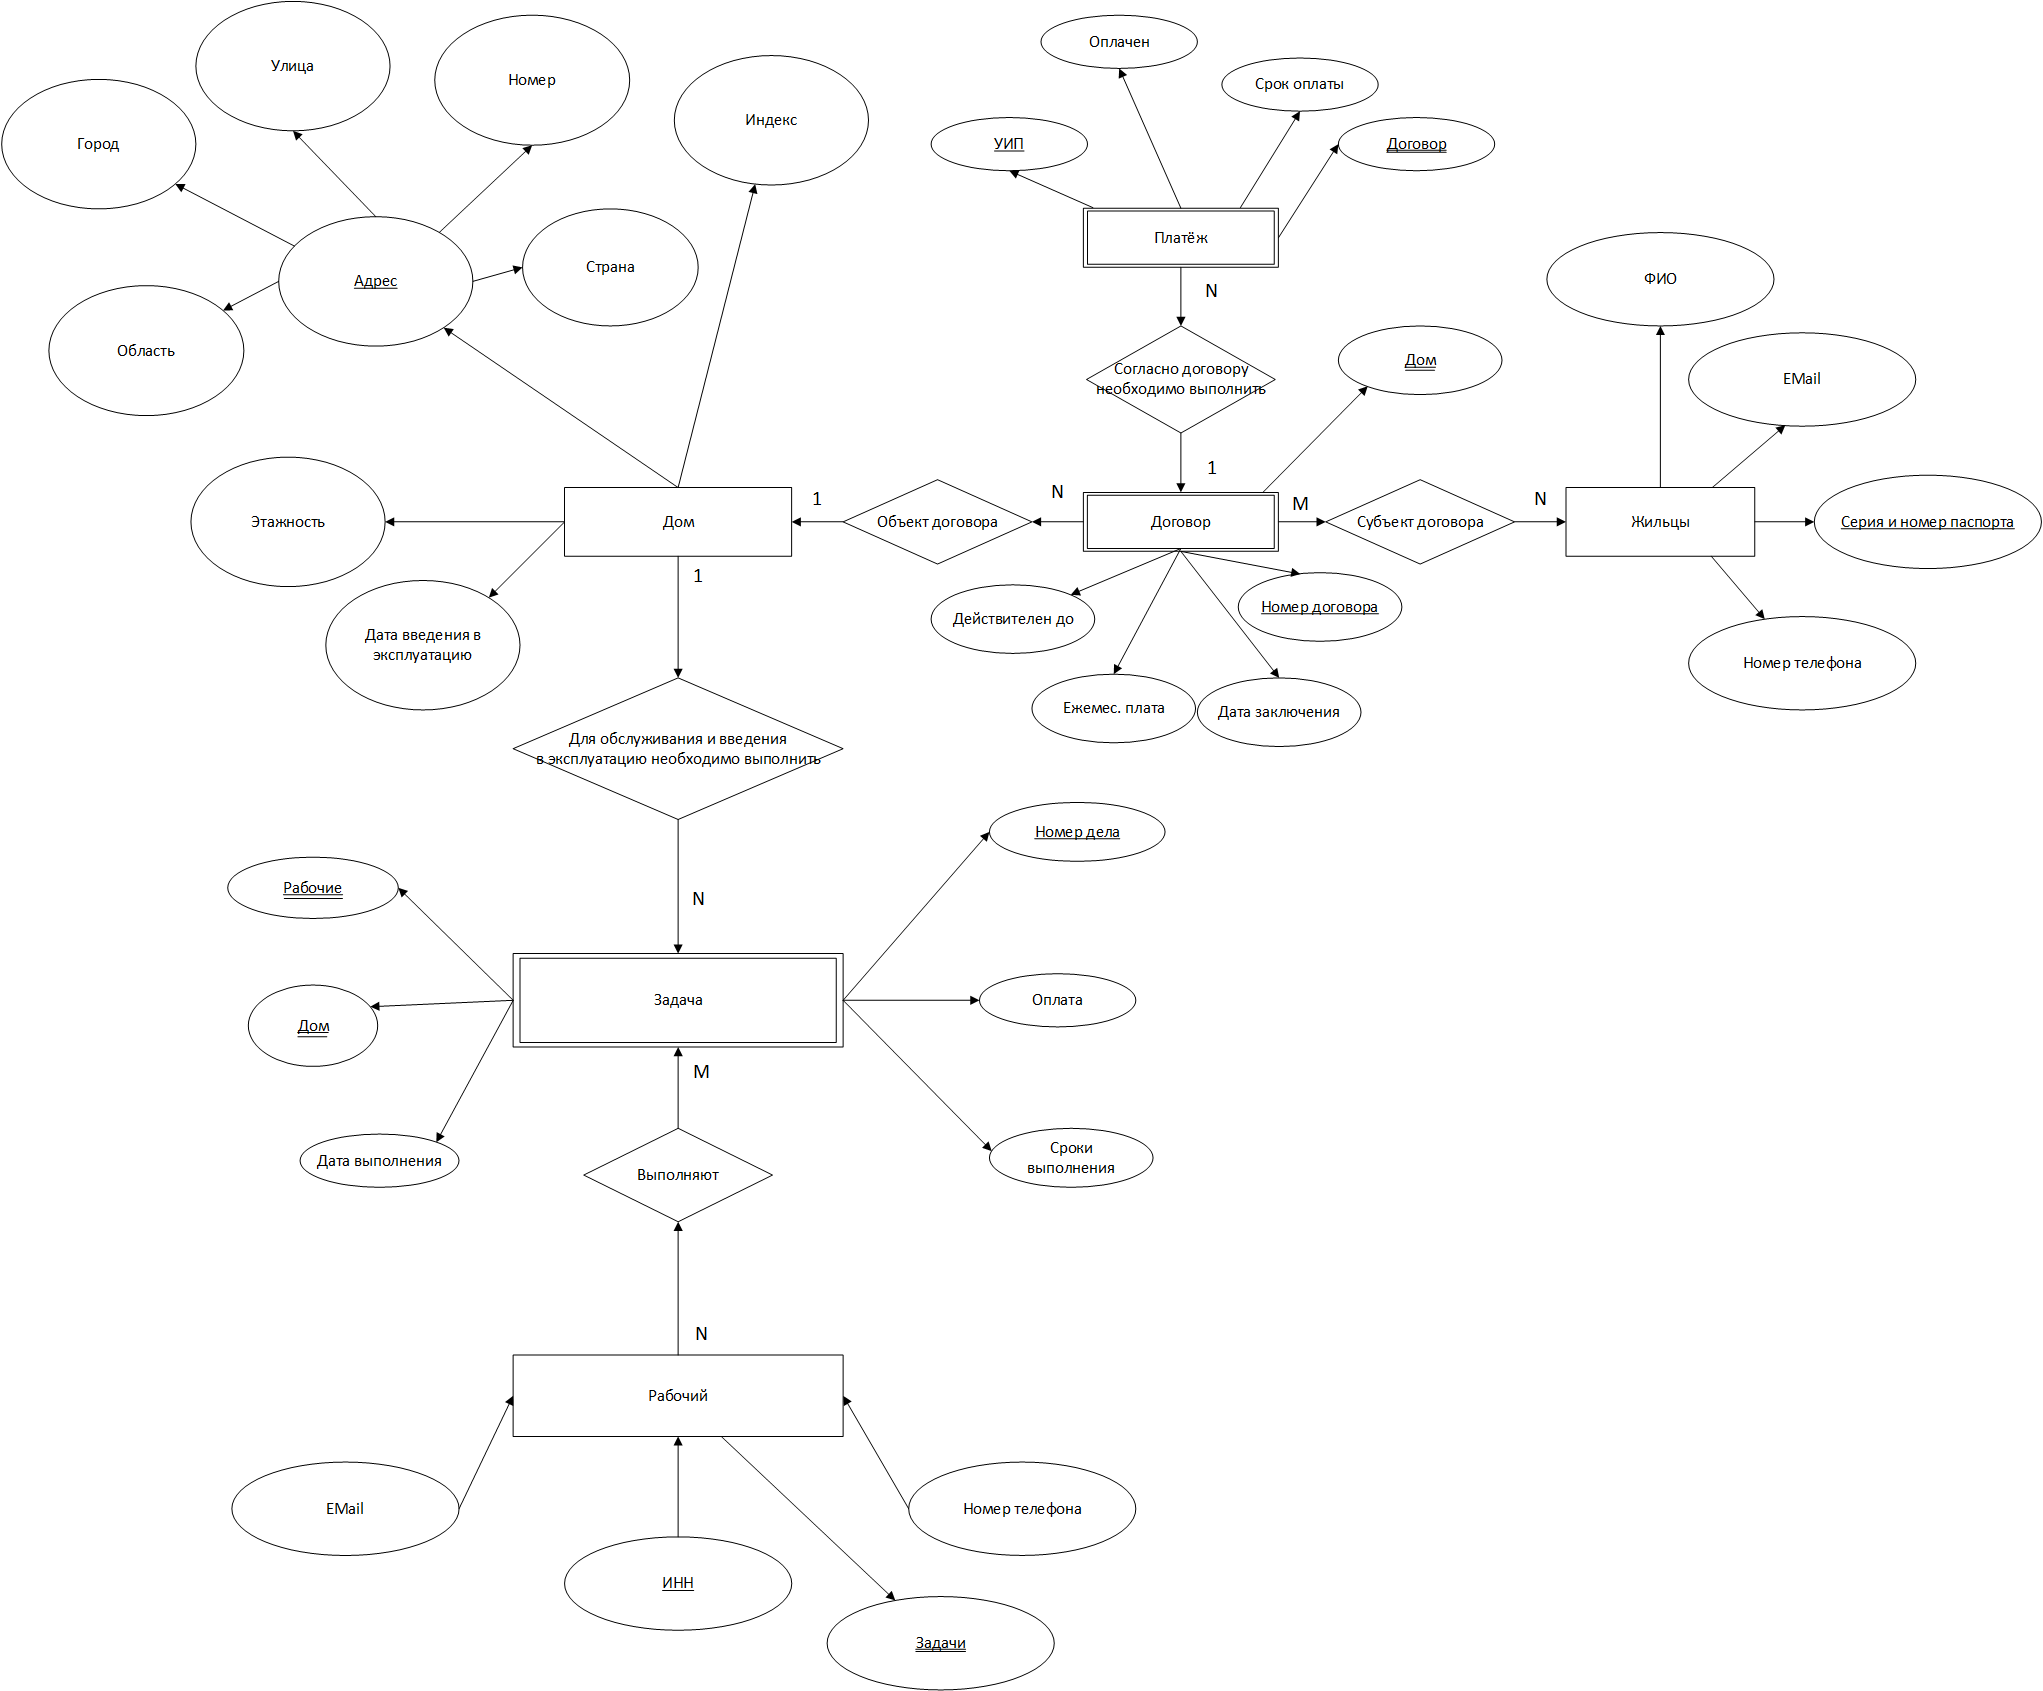 Улица
Номер
Индекс
Город
Страна
Адрес
Область
Оплачен
Срок оплаты
УИП
Договор
Платёж
N
Согласно договору
необходимо выполнить
1
Дом
ФИО
EMail
Этажность
Дом
1
Объект договора
N
Договор
M
Субъект договора
N
Жильцы
Серия и номер паспорта
1
Дата введения в
эксплуатацию
Действителен до
Номер договора
Ежемес. плата
Дата заключения
Номер телефона
Для обслуживания и введения
в эксплуатацию необходимо выполнить
Номер дела
Рабочие
N
Задача
Оплата
Дом
M
Дата выполнения
Сроки
выполнения
Выполняют
N
Рабочий
EMail
Номер телефона
ИНН
Задачи